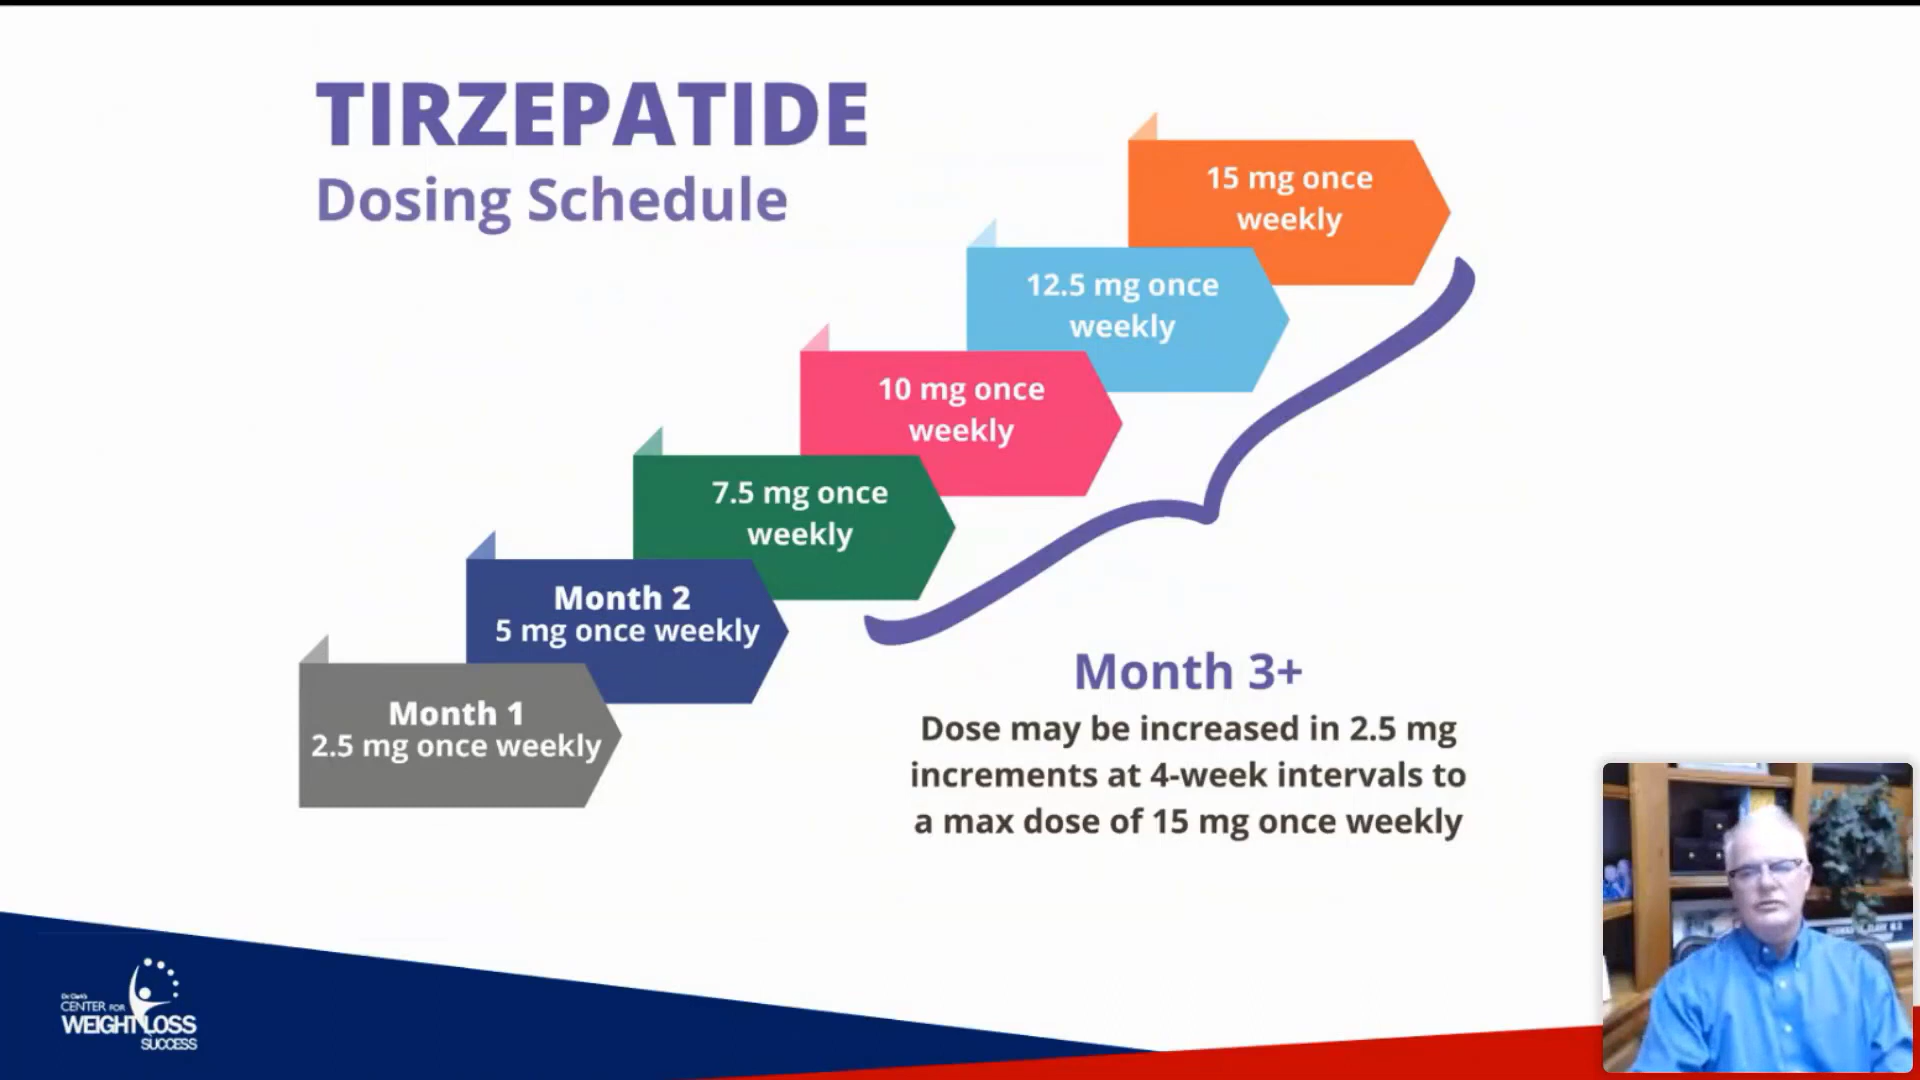 TIRZEPATIDE
Dosing Schedule
15 mg once
weekly
12.5 mg once
weekly
10 mg once
weekly
7.5 mg once
weekly
Month 2
5 mg once weekly
Month 1
2.5 mg once weekly
Month 3+
Dose may be increased in 2.5 mg
increments at 4-week intervals to
a max dose of 15 mg once weekly
Dr. Clark's
CENTER FOR
WEIGHT LOSS
SUCCESS